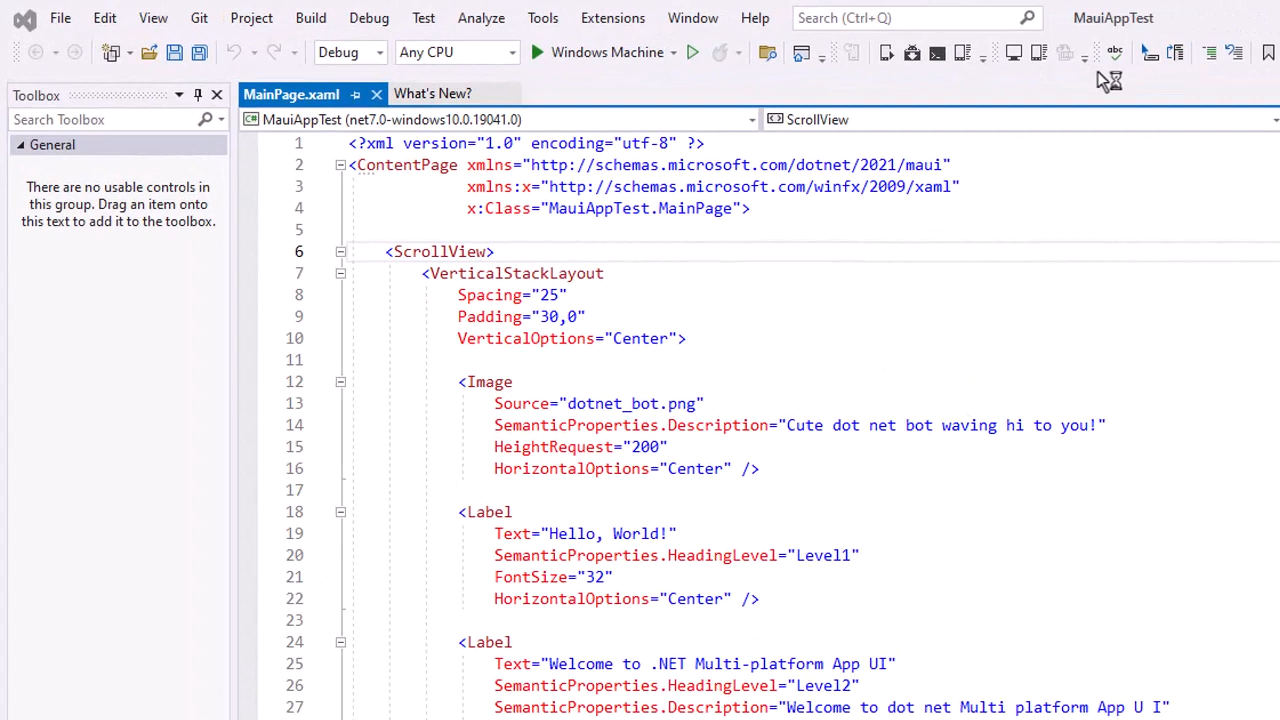 File Edit View Git Project Build Debug Test Analyze Tools Extensions Window Help Search (Ctrl+Q) MauiAppTest
Debug Any CPU Windows Machine abc
Toolbox MainPage.xaml What's New?
Search Toolbox MauiAppTest (net7.0-windows10.0.19041.0) ScrollView
General
There are no usable controls in
this group. Drag an item onto
this text to add it to the toolbox.
1 <?xml version="1.0" encoding="utf-8" ?>
2 <ContentPage xmlns="http://schemas.microsoft.com/dotnet/2021/maui"
3 xmlns:x="http://schemas.microsoft.com/winfx/2009/xaml"
4 x:Class="MauiAppTest.MainPage">
5
6 <ScrollView>
7 <VerticalStackLayout
8 Spacing="25"
9 Padding="30,0"
10 VerticalOptions="Center">
11
12 <Image
13 Source="dotnet_bot.png"
14 SemanticProperties.Description="Cute dot net bot waving hi to you!"
15 HeightRequest="200"
16 HorizontalOptions="Center" />
17
18 <Label
19 Text="Hello, World!"
20 SemanticProperties.HeadingLevel="Level1"
21 FontSize="32"
22 HorizontalOptions="Center" />
23
24 <Label
25 Text="Welcome to .NET Multi-platform App UI"
26 SemanticProperties.HeadingLevel="Level2"
27 SemanticProperties.Description="Welcome to dot net Multi platform App U I"